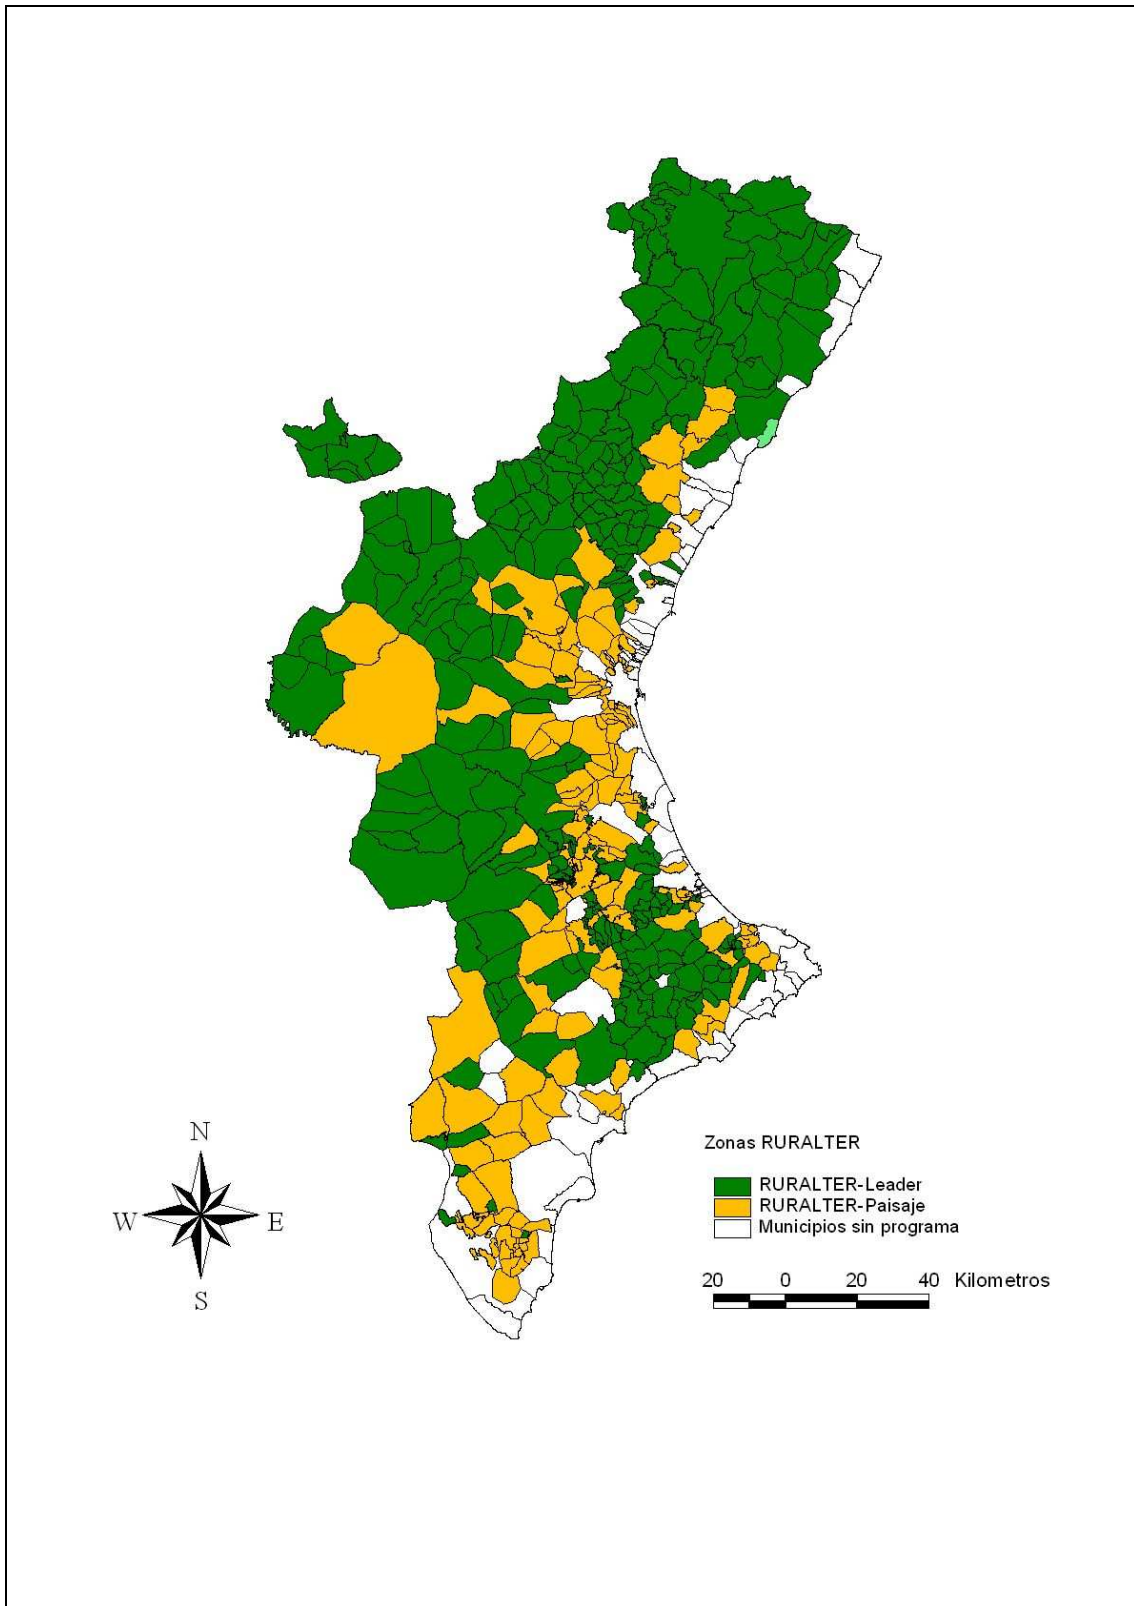 N
W E
S
Zonas RURALTER
RURALTER-Leader
RURALTER-Paisaje
Municipios sin programa
20 0 20 40 Kilometros